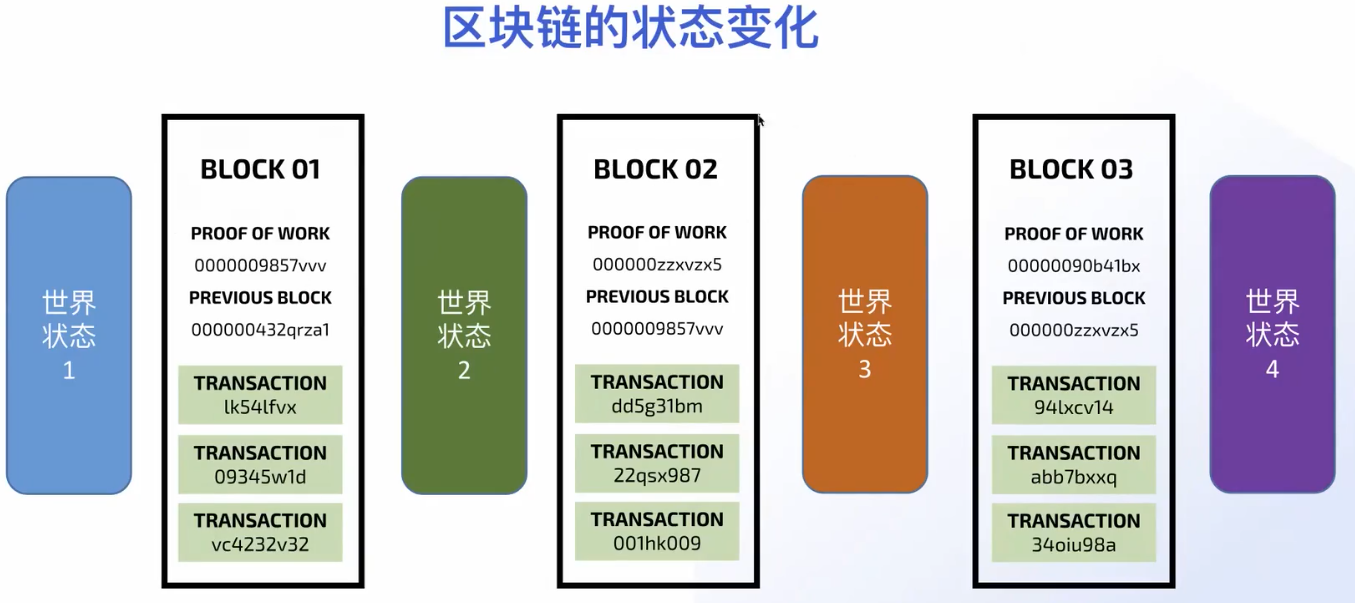 区块链的状态变化
世界
状态
1
BLOCK 01
PROOF OF WORK
0000009857vvv
PREVIOUS BLOCK
000000432qrza1
TRANSACTION
lk54lfvx
TRANSACTION
09345w1d
TRANSACTION
vc4232v32
世界
状态
2
BLOCK 02
PROOF OF WORK
000000zzxvzx5
PREVIOUS BLOCK
0000009857vvv
TRANSACTION
dd5g31bm
TRANSACTION
22qsx987
TRANSACTION
001hk009
世界
状态
3
BLOCK 03
PROOF OF WORK
00000090b41bx
PREVIOUS BLOCK
000000zzxvzx5
TRANSACTION
94lxcv14
TRANSACTION
abb7bxxq
TRANSACTION
34oiu98a
世界
状态
4